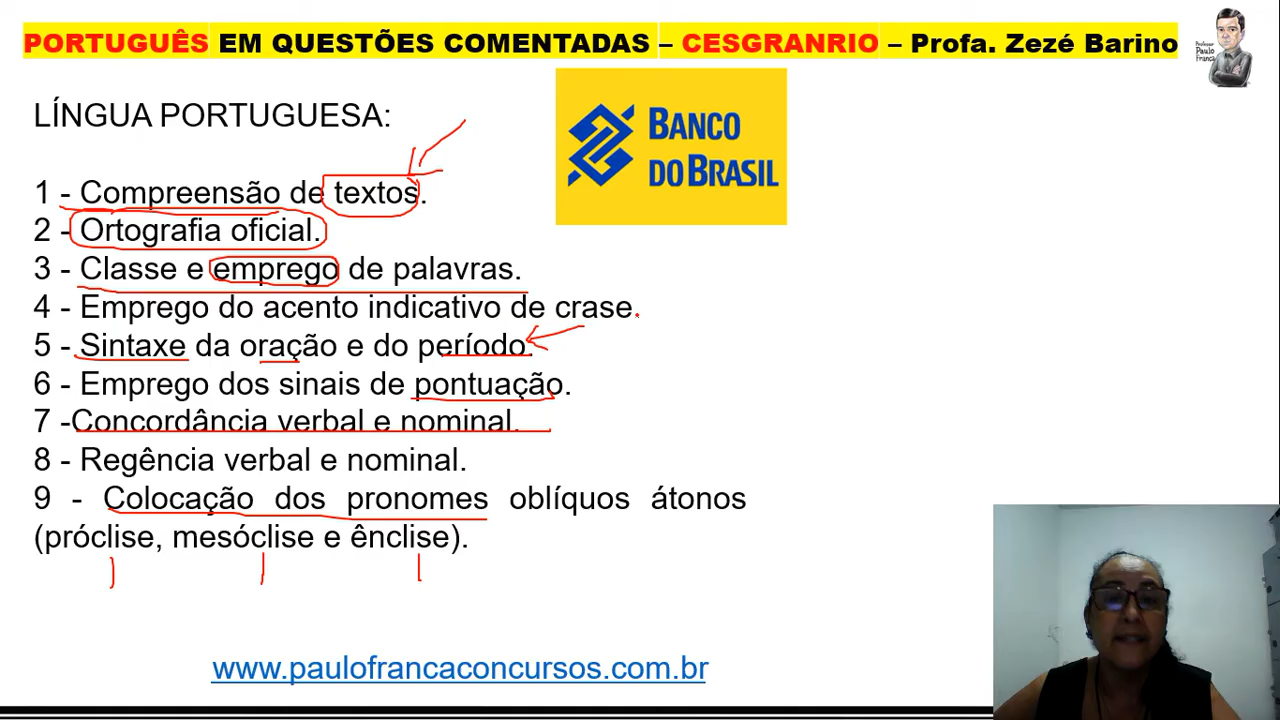 PORTUGUÊS EM QUESTÕES COMENTADAS – CESGRANRIO – Profa. Zezé Barino
Professor
Paulo
França
BANCO
DO BRASIL
LÍNGUA PORTUGUESA:
1 - Compreensão de textos.
2 - Ortografia oficial.
3 - Classe e emprego de palavras.
4 - Emprego do acento indicativo de crase.
5 - Sintaxe da oração e do período.
6 - Emprego dos sinais de pontuação.
7 -Concordância verbal e nominal.
8 - Regência verbal e nominal.
9 - Colocação dos pronomes oblíquos átonos
(próclise, mesóclise e ênclise).
www.paulofrancaconcursos.com.br